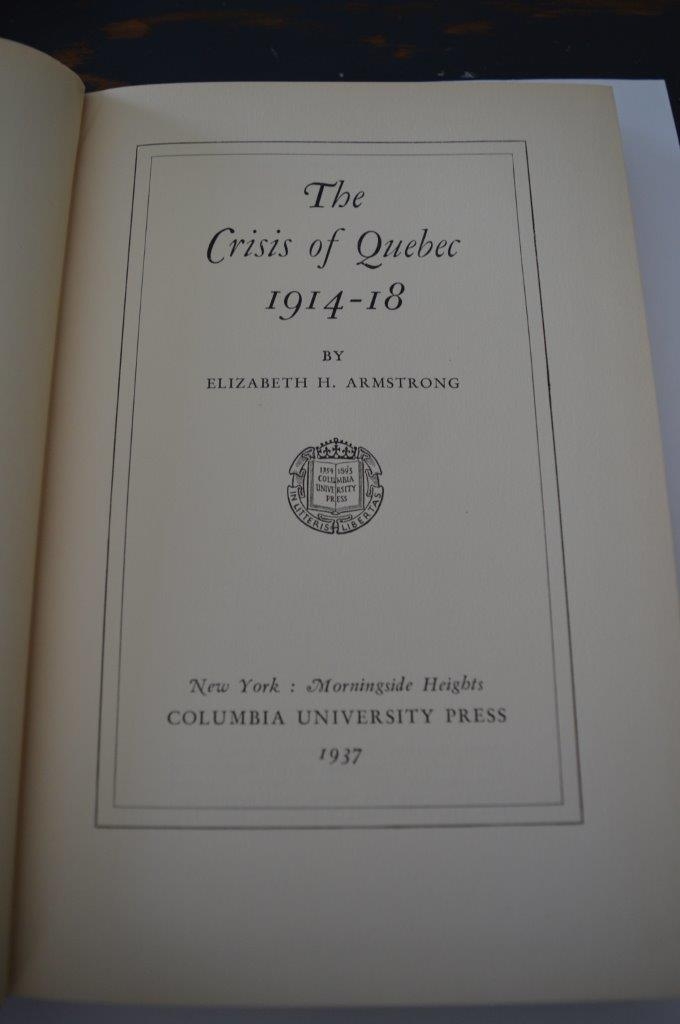 The
Crisis of Quebec
1914-18
BY
ELIZABETH H. ARMSTRONG
1754 1893
COLUMBIA
UNIVERSITY
PRESS
IN LITTERIS LIBERTAS
New York : Morningside Heights
COLUMBIA UNIVERSITY PRESS
1937